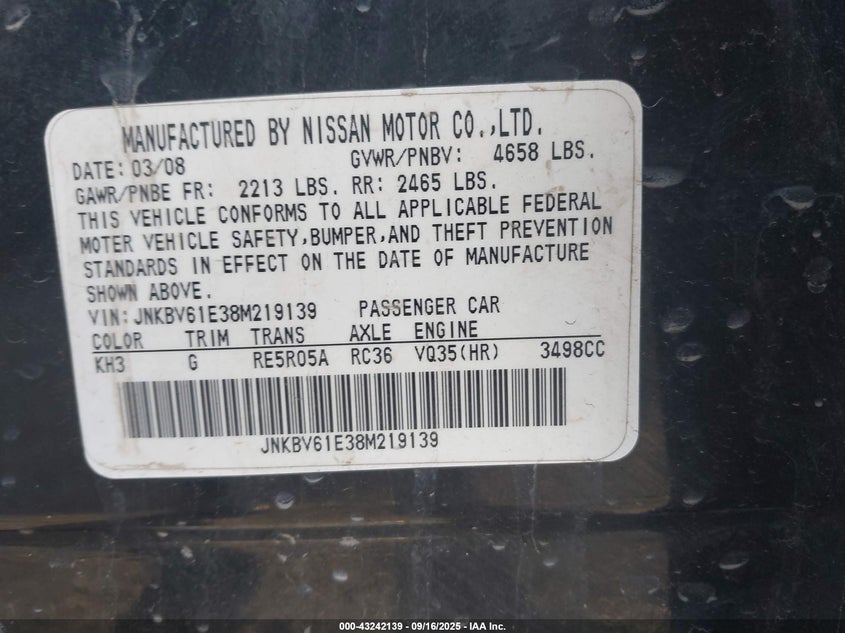 MANUFACTURED BY NISSAN MOTOR CO.,LTD.
DATE: 03/08 GVWR/PNBV: 4658 LBS.
GAWR/PNBE FR: 2213 LBS. RR: 2465 LBS.
THIS VEHICLE CONFORMS TO ALL APPLICABLE FEDERAL
MOTER VEHICLE SAFETY,BUMPER,AND THEFT PREVENTION
STANDARDS IN EFFECT ON THE DATE OF MANUFACTURE
SHOWN ABOVE.
VIN: JNKBV61E38M219139 PASSENGER CAR
COLOR TRIM TRANS AXLE ENGINE
KH3 G RE5R05A RC36 VQ35(HR) 3498CC
JNKBV61E38M219139
000-43242139 - 09/16/2025 - IAA Inc.